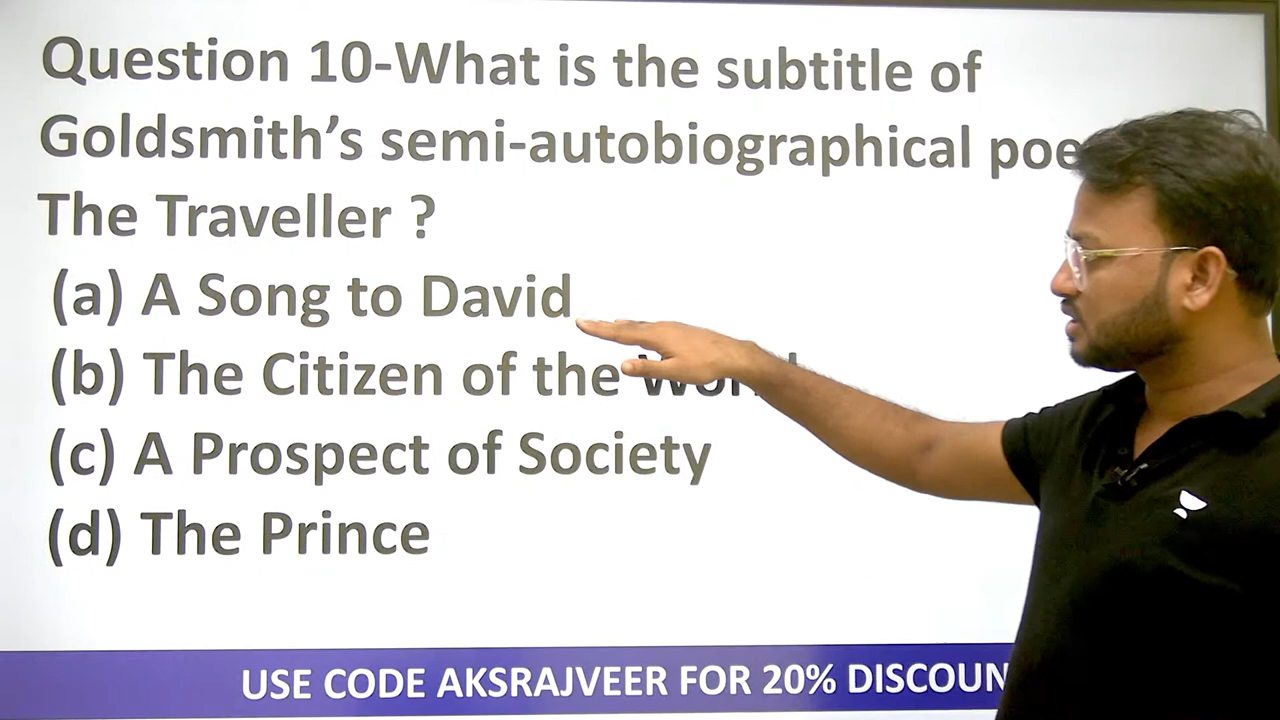 Question 10-What is the subtitle of
Goldsmith's semi-autobiographical poe
The Traveller ?
(a) A Song to David
(b) The Citizen of the
(c) A Prospect of Society
(d) The Prince
USE CODE AKSRAJVEER FOR 20% DISCOUN